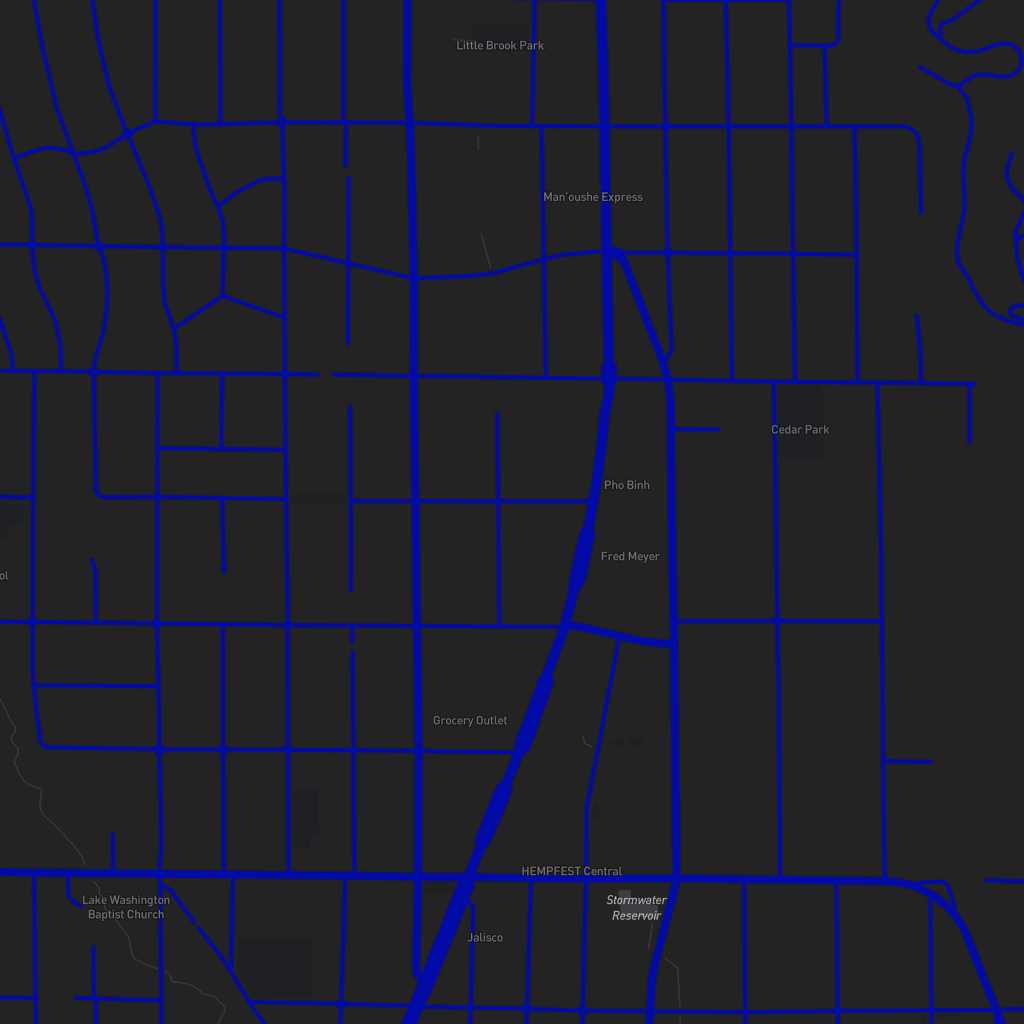 Little Brook Park
Man'oushe Express
Cedar Park
Pho Binh
Fred Meyer
ol
Grocery Outlet
HEMPFEST Central
Lake Washington
Baptist Church
Stormwater
Reservoir
Jalisco